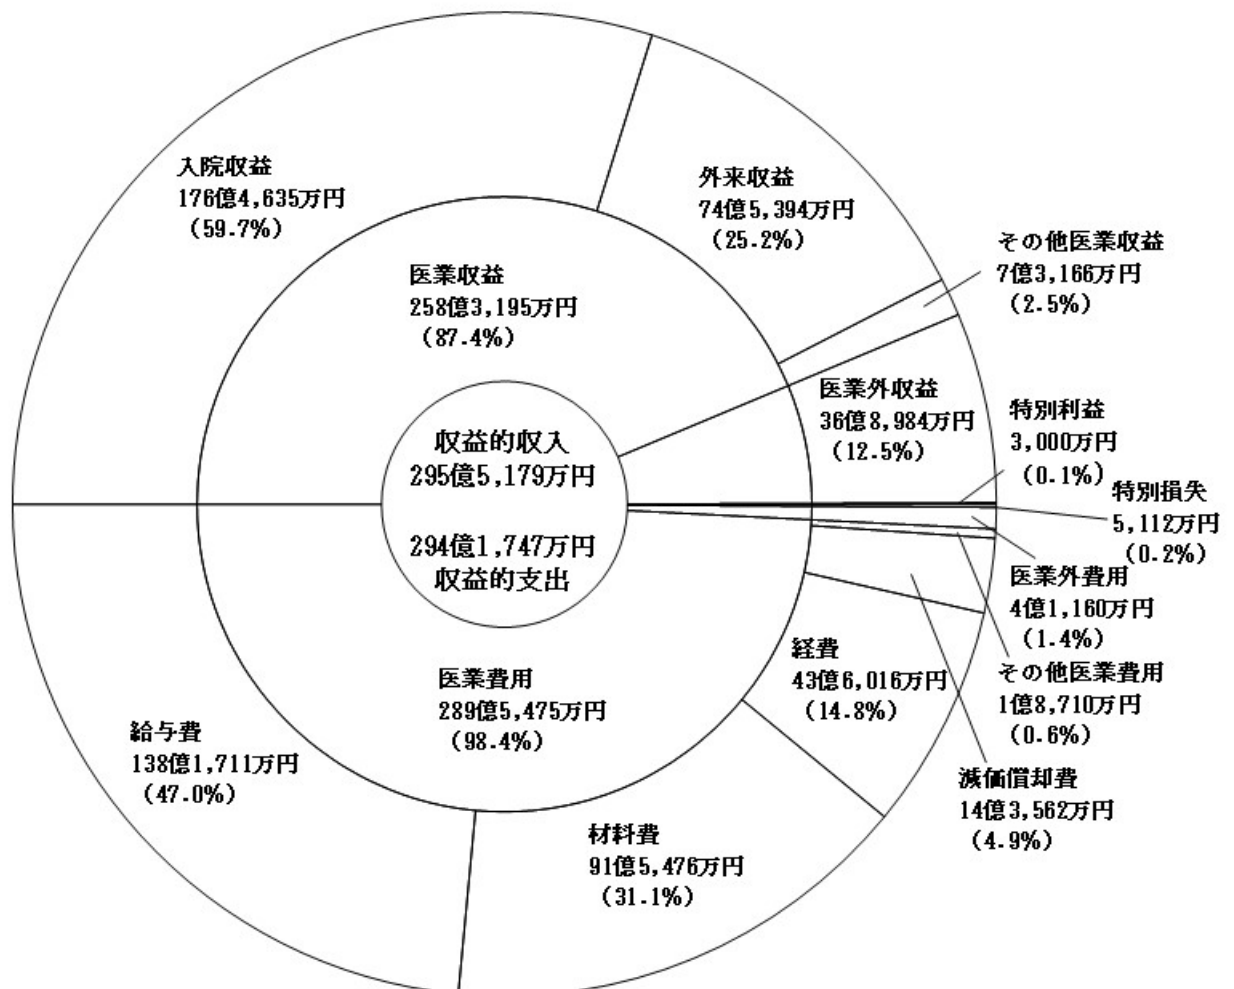 入院収益
176億4,635万円
(59.7%)
外来収益
74億5,394万円
(25.2%)
その他医業収益
7億3,166万円
(2.5%)
医業収益
258億3,195万円
(87.4%)
医業外収益
36億8,984万円
(12.5%)
特別利益
3,000万円
(0.1%)
収益的収入
295億5,179万円
294億1,747万円
収益的支出
特別損失
5,112万円
(0.2%)
医業外費用
4億1,160万円
(1.4%)
その他医業費用
1億8,710万円
(0.6%)
減価償却費
14億3,562万円
(4.9%)
経費
43億6,016万円
(14.8%)
医業費用
289億5,475万円
(98.4%)
給与費
138億1,711万円
(47.0%)
材料費
91億5,476万円
(31.1%)